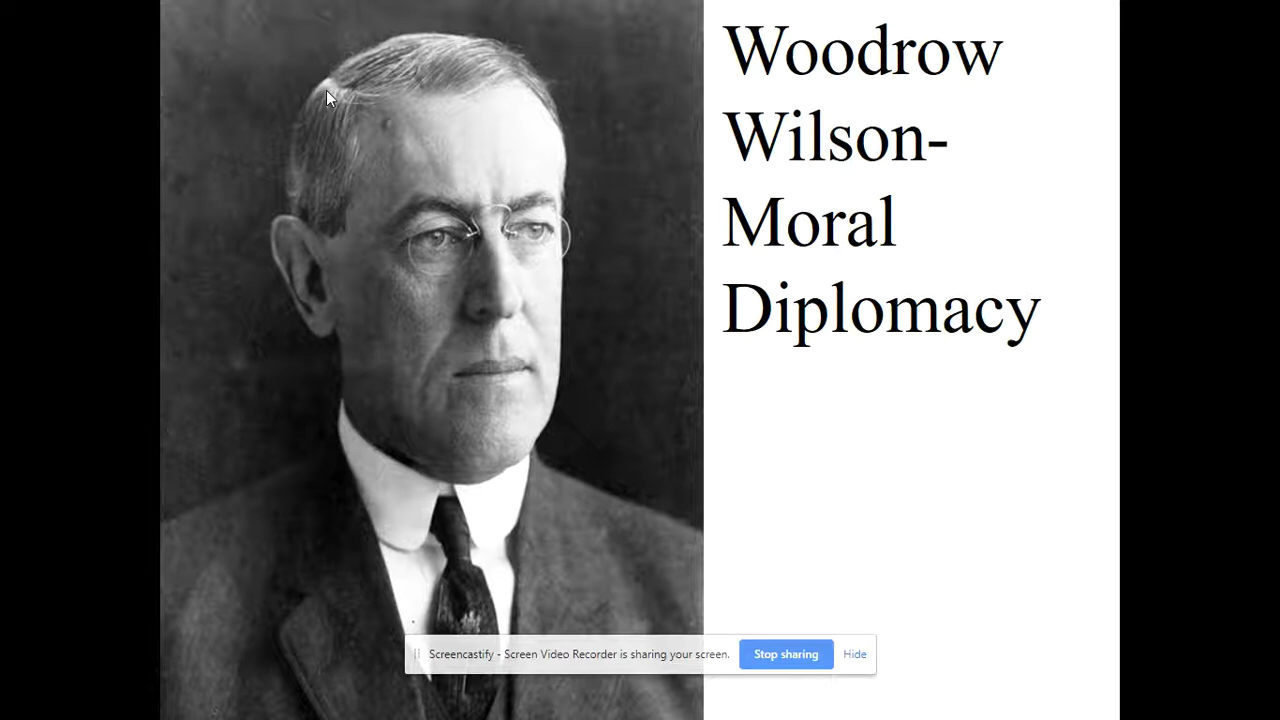 Woodrow
Wilson-
Moral
Diplomacy
Screencastify - Screen Video Recorder is sharing your screen. Stop sharing Hide